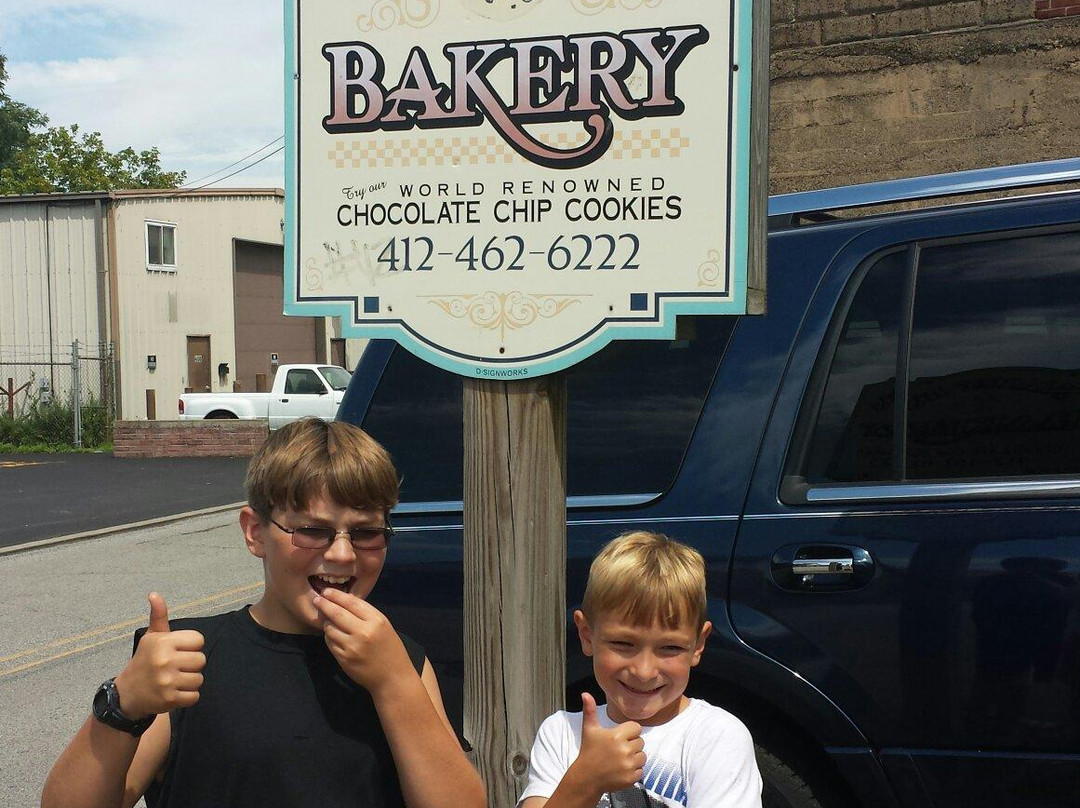 BAKERY
Try our WORLD RENOWNED
CHOCOLATE CHIP COOKIES
412-462-6222
D·SIGNWORKS